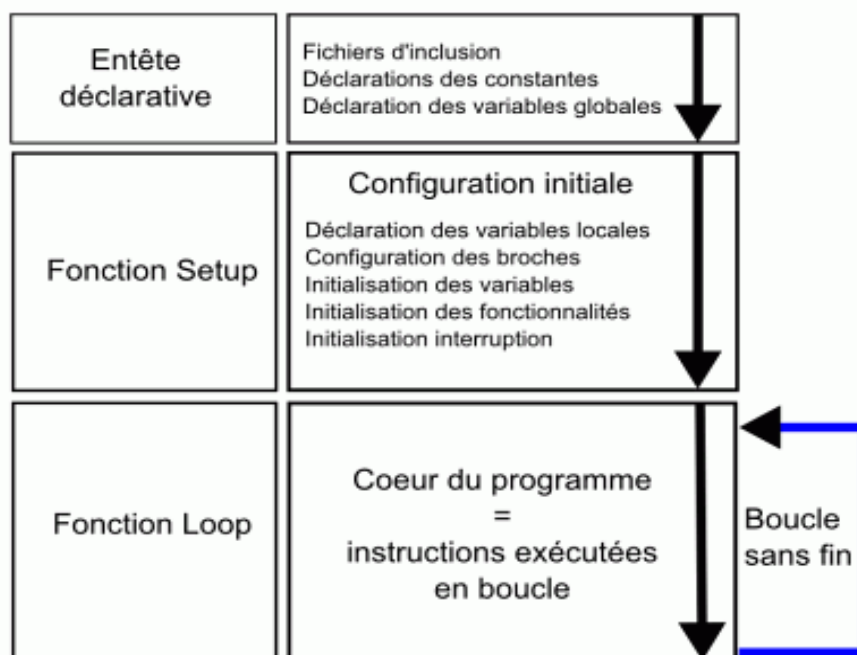 Entête
déclarative
Fichiers d'inclusion
Déclarations des constantes
Déclaration des variables globales
Fonction Setup
Configuration initiale
Déclaration des variables locales
Configuration des broches
Initialisation des variables
Initialisation des fonctionnalités
Initialisation interruption
Fonction Loop
Coeur du programme
=
instructions exécutées
en boucle
Boucle
sans fin